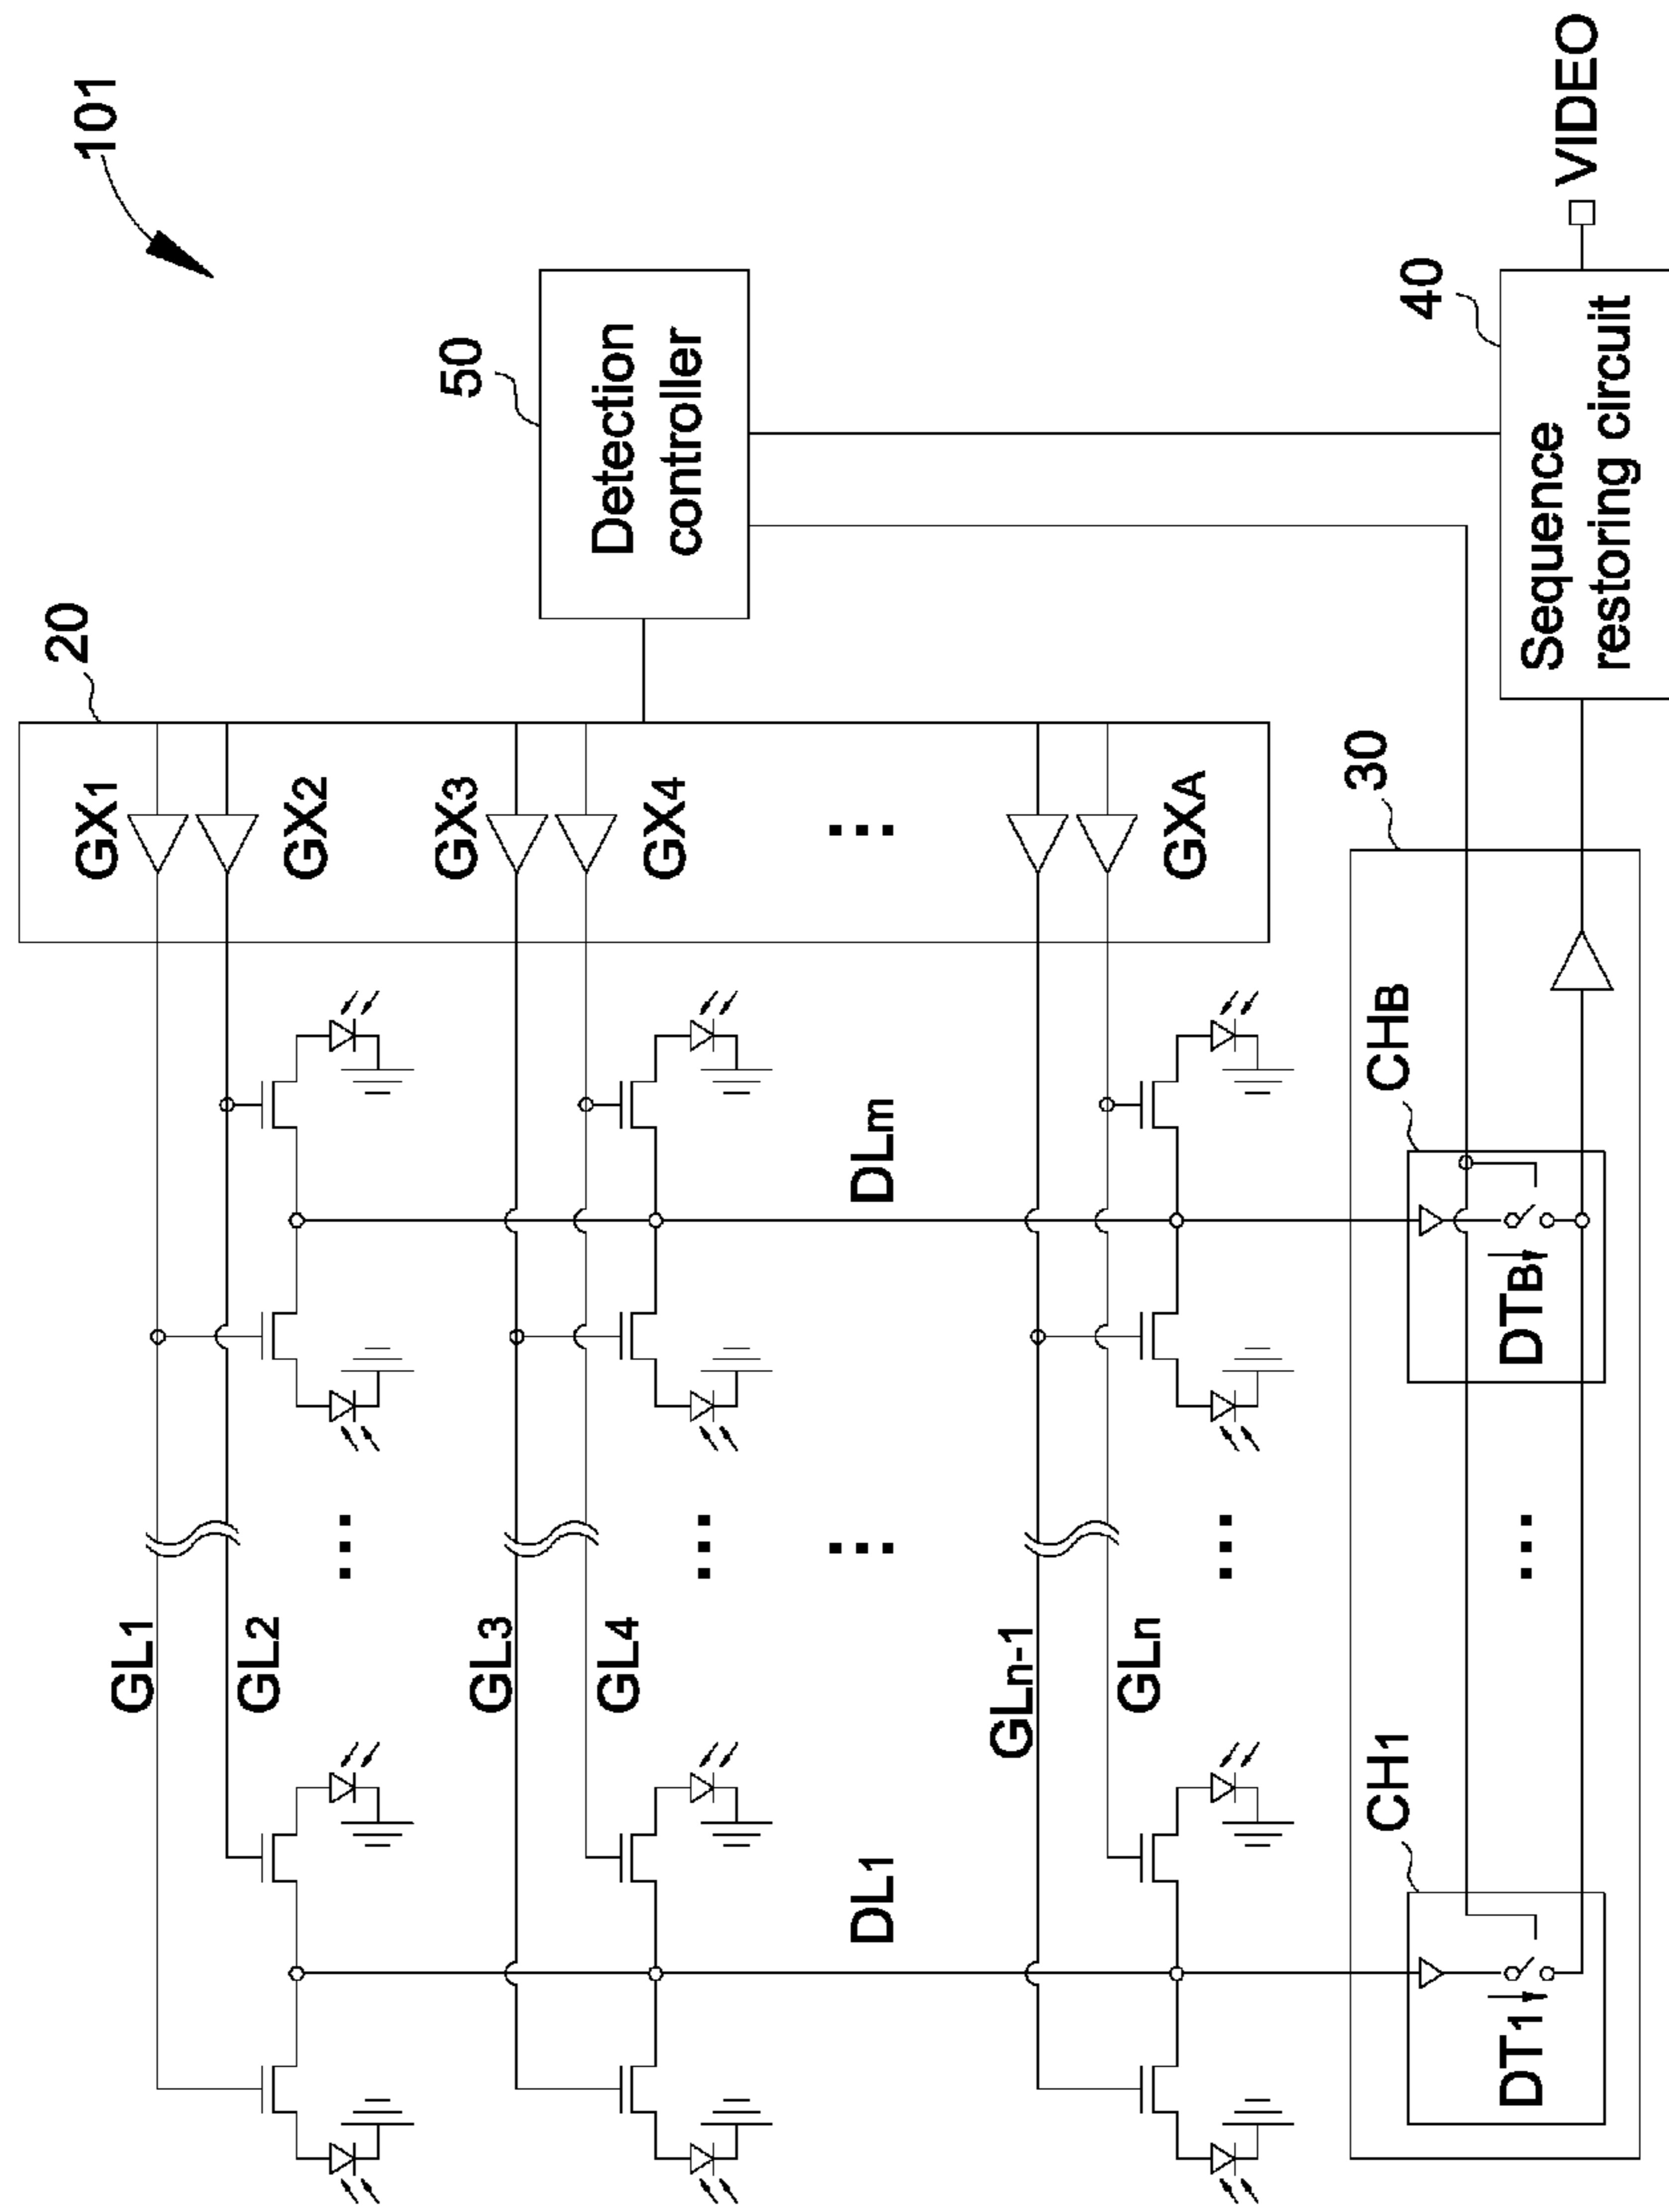 101
20
50
GX1
GX2
GX3
GX4
...
GXA
Detection
controller
GL1
GL2
GL3
GL4
GLn-1
GLn
...
...
...
...
DL1
DLm
30
40
CH1
CHB
DT1
...
DTB
Sequence
restoring circuit
VIDEO